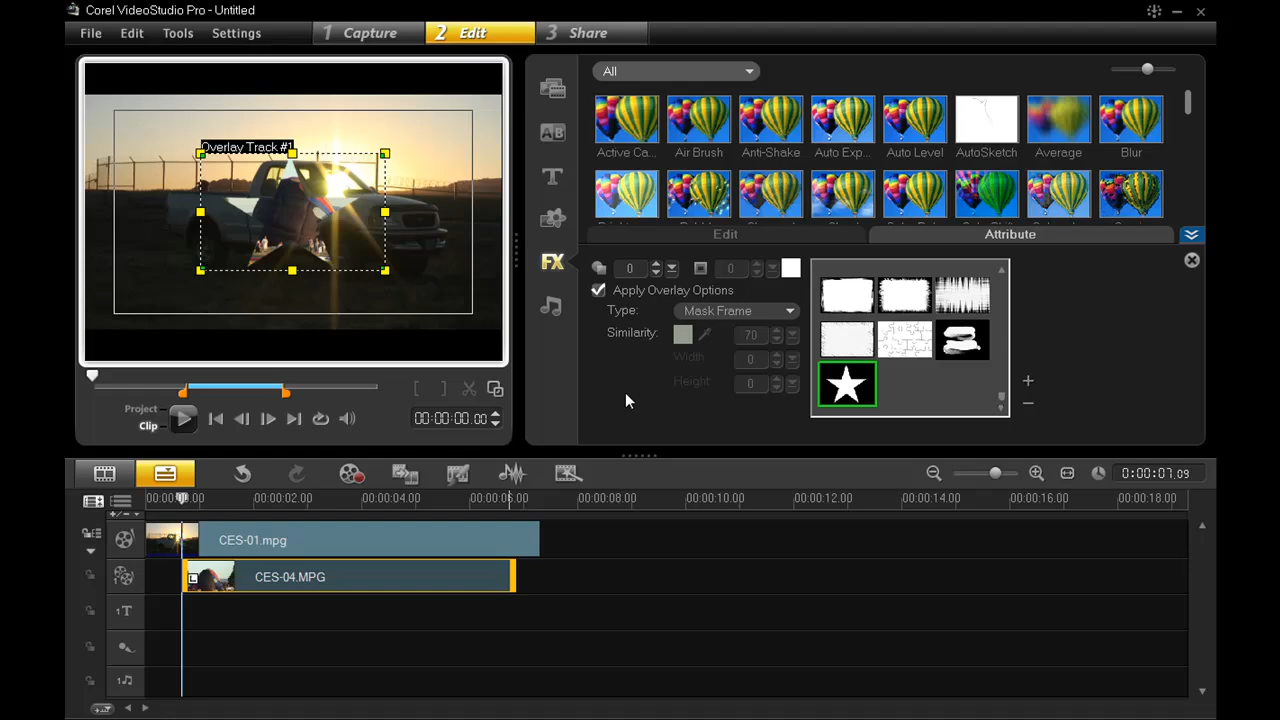 Corel VideoStudio Pro - Untitled
File Edit Tools Settings 1 Capture 2 Edit 3 Share
All
Overlay Track #1
Active Ca... Air Brush Anti-Shake Auto Exp... Auto Level AutoSketch Average Blur
Edit Attribute
0 0
Apply Overlay Options
Type: Mask Frame
Similarity: 70
Width 0
Height 0
Project
Clip
00:00:00.00
0:00:07.09
00:00:00.00 00:00:02.00 00:00:04.00 00:00:06.00 00:00:08.00 00:00:10.00 00:00:12.00 00:00:14.00 00:00:16.00 00:00:18.00
CES-01.mpg
CES-04.MPG
1T
1